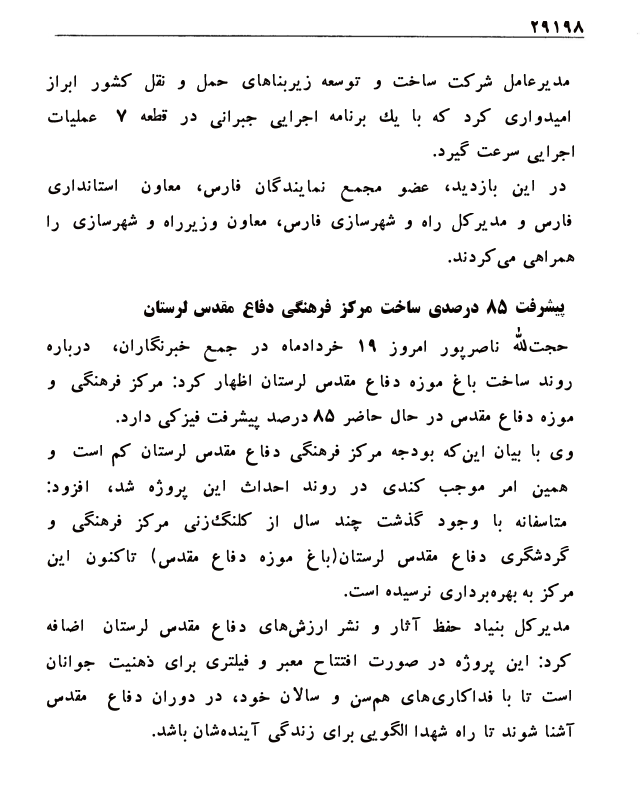 ۲۹۱۹۸
مدیرعامل شرکت ساخت و توسعه زیربناهای حمل و نقل کشور ابراز
امیدواری کرد که با یك برنامه اجرایی جبرانی در قطعه ۷ عملیات
اجرایی سرعت گیرد.
در این بازدید، عضو مجمع نمایندگان فارس، معاون استانداری
فارس و مدیرکل راه و شهرسازی فارس، معاون وزیرراه و شهرسازی را
همراهی می‌کردند.
پیشرفت ۸۵ درصدی ساخت مرکز فرهنگی دفاع مقدس لرستان
حجت‌الله ناصرپور امروز ۱۹ خردادماه در جمع خبرنگاران، درباره
روند ساخت باغ موزه دفاع مقدس لرستان اظهار کرد: مرکز فرهنگی و
موزه دفاع مقدس در حال حاضر ۸۵ درصد پیشرفت فیزکی دارد.
وی با بیان این‌که بودجه مرکز فرهنگی دفاع مقدس لرستان کم است و
همین امر موجب کندی در روند احداث این پروژه شد، افزود:
متاسفانه با وجود گذشت چند سال از کلنگ‌زنی مرکز فرهنگی و
گردشگری دفاع مقدس لرستان(باغ موزه دفاع مقدس) تاکنون این
مرکز به بهره‌برداری نرسیده است.
مدیرکل بنیاد حفظ آثار و نشر ارزش‌های دفاع مقدس لرستان اضافه
کرد: این پروژه در صورت افتتاح معبر و فیلتری برای ذهنیت جوانان
است تا با فداکاری‌های هم‌سن و سالان خود، در دوران دفاع مقدس
آشنا شوند تا راه شهدا الگویی برای زندگی آینده‌شان باشد.